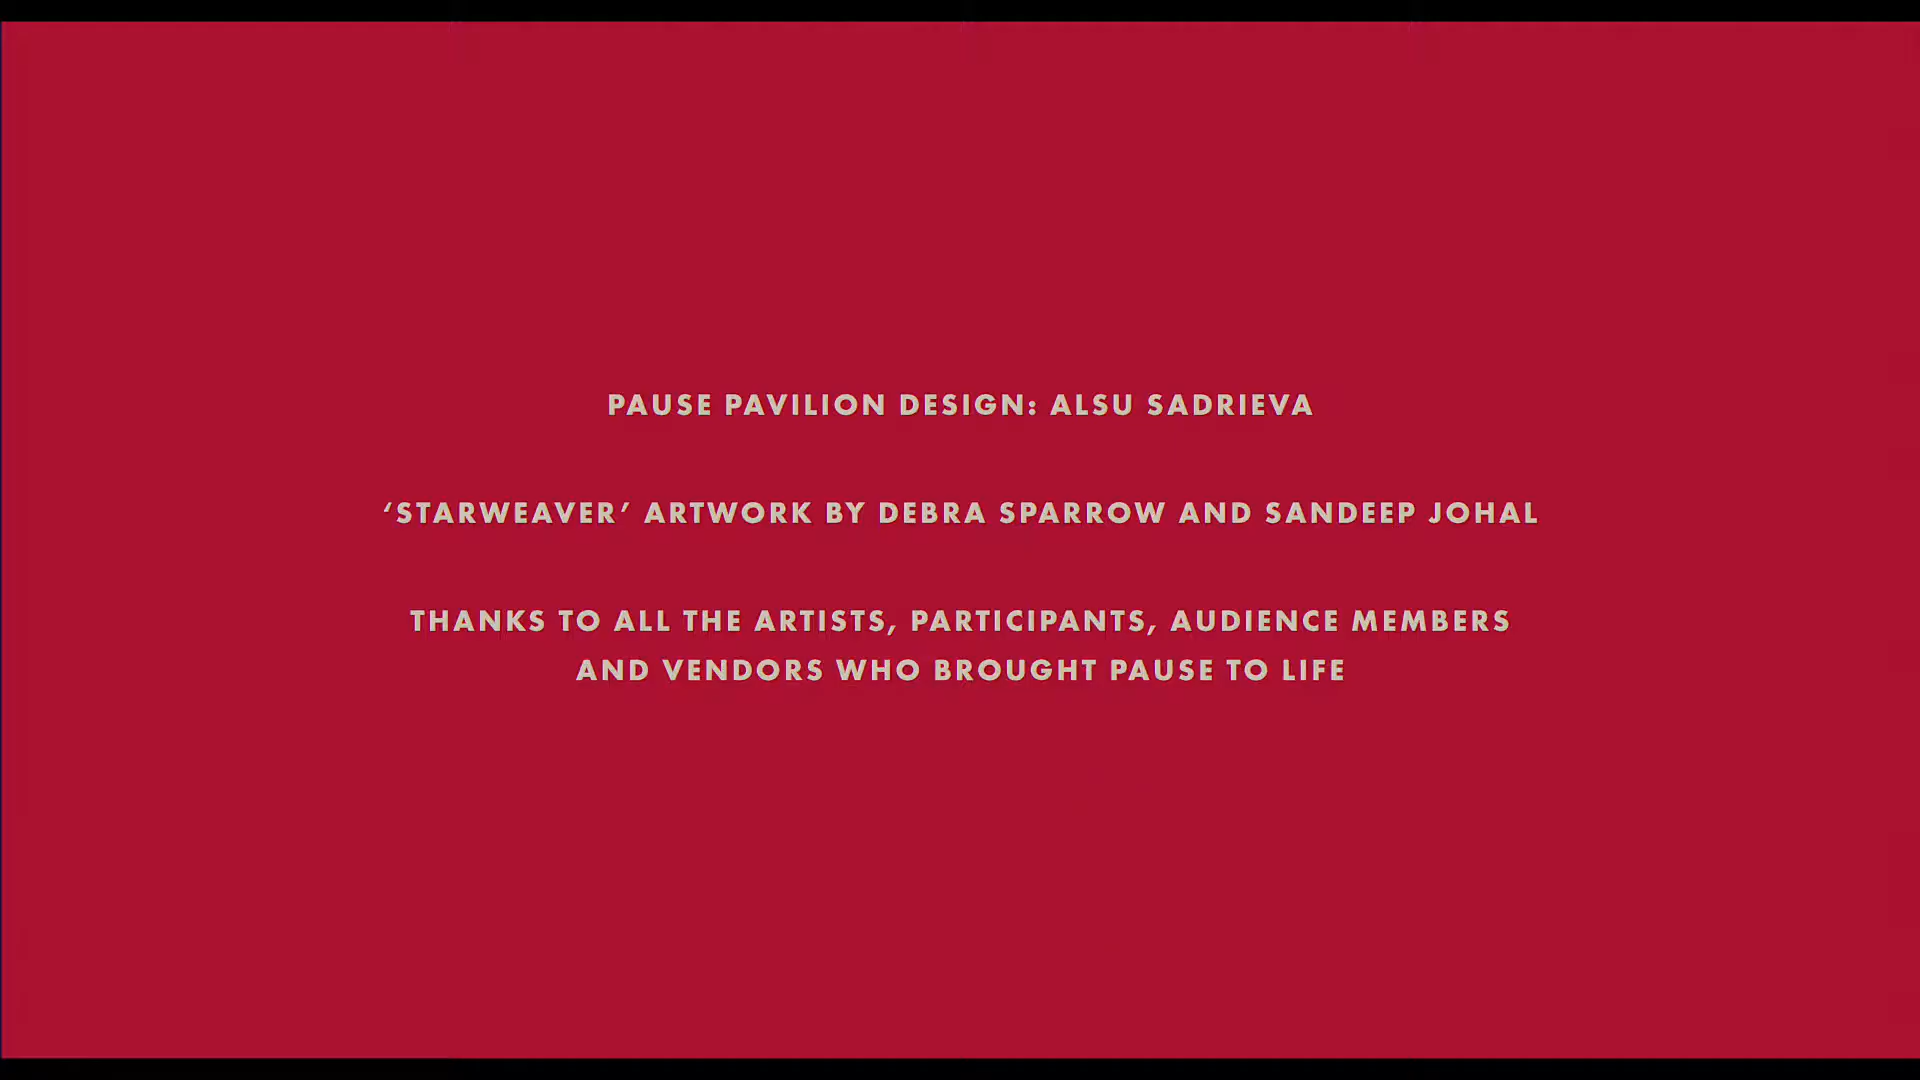 PAUSE PAVILION DESIGN: ALSU SADRIEVA
‘STARWEAVER’ ARTWORK BY DEBRA SPARROW AND SANDEEP JOHAL
THANKS TO ALL THE ARTISTS, PARTICIPANTS, AUDIENCE MEMBERS
AND VENDORS WHO BROUGHT PAUSE TO LIFE